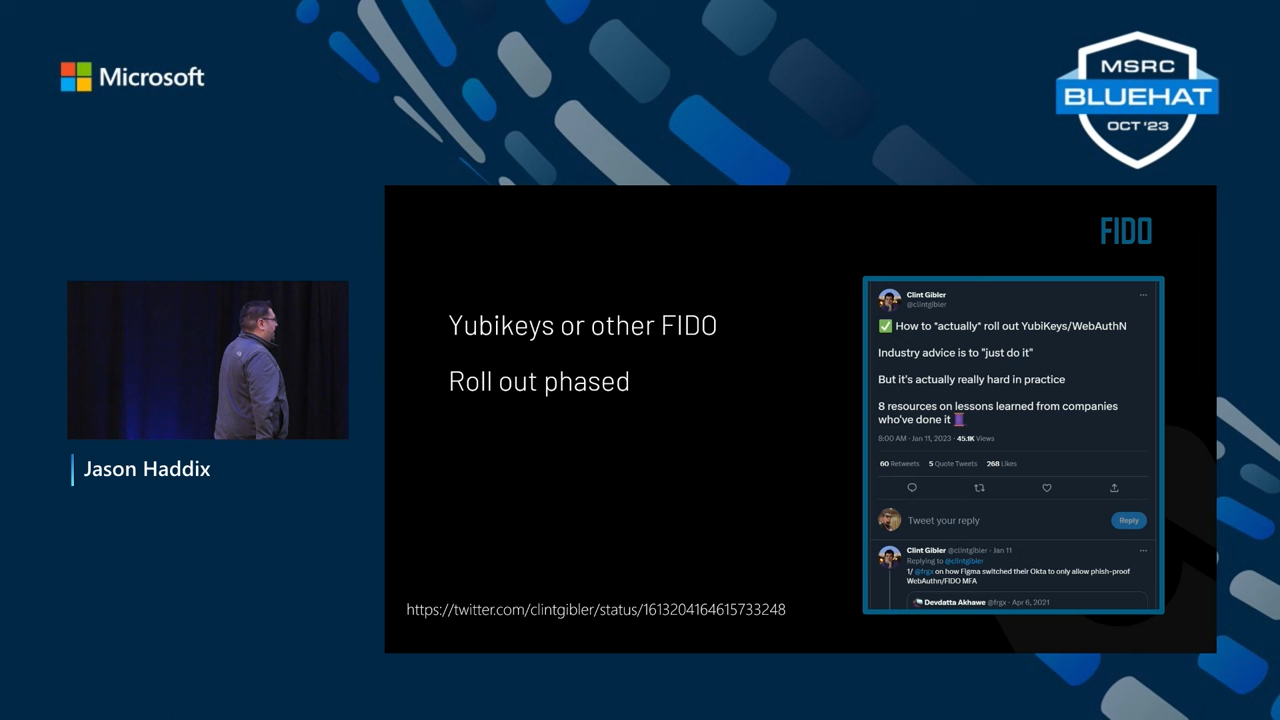 Microsoft
MSRC
BLUEHAT
OCT '23
FIDO
Yubikeys or other FIDO
Roll out phased
https://twitter.com/clintgibler/status/1613204164615733248
Clint Gibler
@clintgibler
✅ How to *actually* roll out YubiKeys/WebAuthN
Industry advice is to "just do it"
But it's actually really hard in practice
8 resources on lessons learned from companies
who've done it 🧵
8:00 AM · Jan 11, 2023 · 45.1K Views
60 Retweets 5 Quote Tweets 268 Likes
Tweet your reply
Reply
Clint Gibler @clintgibler · Jan 11
Replying to @clintgibler
1/ @frgx on how Figma switched their Okta to only allow phish-proof
WebAuthn/FIDO MFA
Devdatta Akhawe @frgx · Apr 6, 2021
Jason Haddix